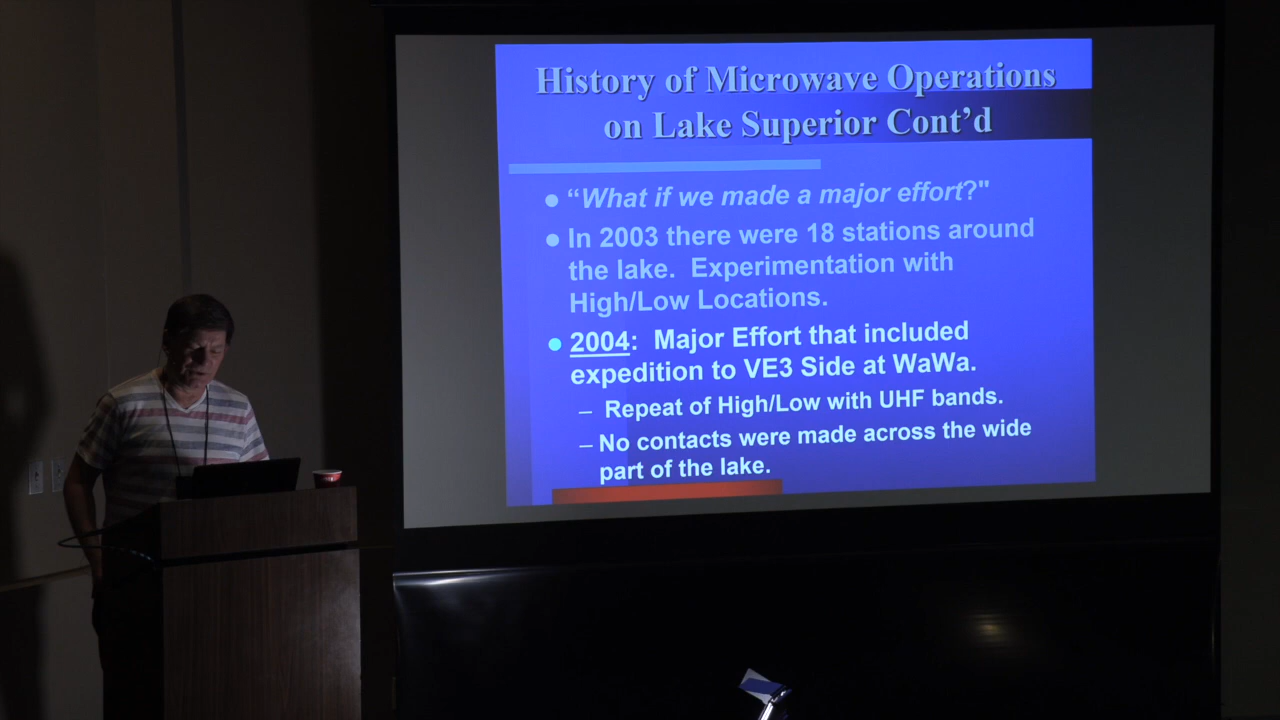 History of Microwave Operations
on Lake Superior Cont’d
● “What if we made a major effort?"
● In 2003 there were 18 stations around
the lake.  Experimentation with
High/Low Locations.
● 2004:  Major Effort that included
expedition to VE3 Side at WaWa.
– Repeat of High/Low with UHF bands.
– No contacts were made across the wide
part of the lake.